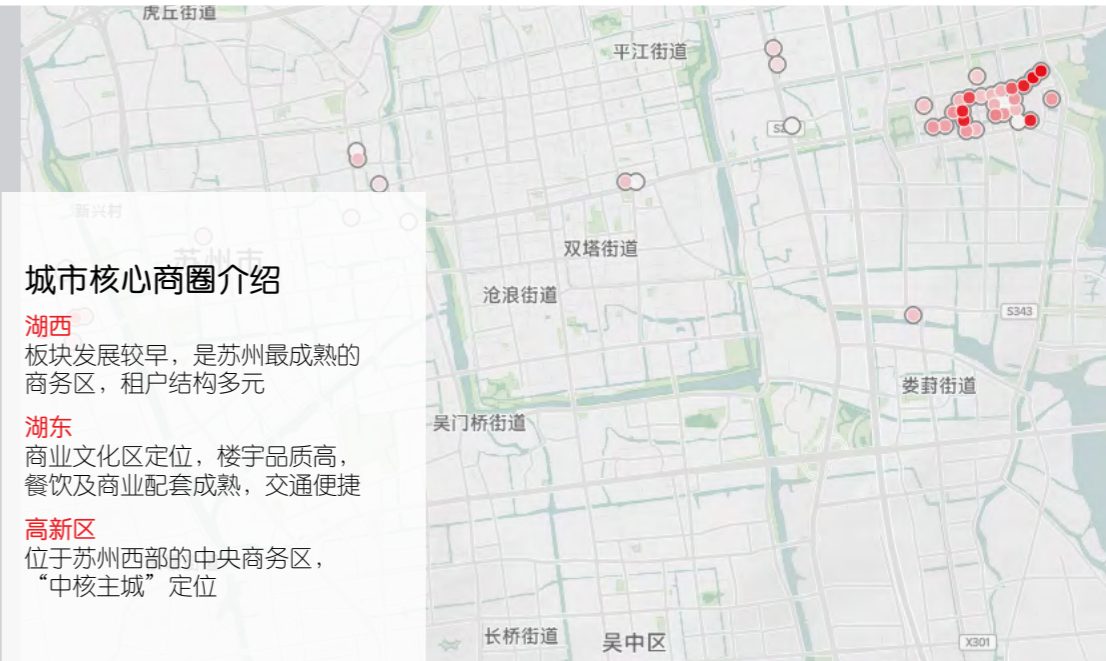 虎丘街道
平江街道
新兴村
苏州市
双塔街道
沧浪街道
S343
娄葑街道
吴门桥街道
长桥街道
吴中区
X301
城市核心商圈介绍
湖西
板块发展较早，是苏州最成熟的
商务区，租户结构多元
湖东
商业文化区定位，楼宇品质高，
餐饮及商业配套成熟，交通便捷
高新区
位于苏州西部的中央商务区，
“中核主城”定位